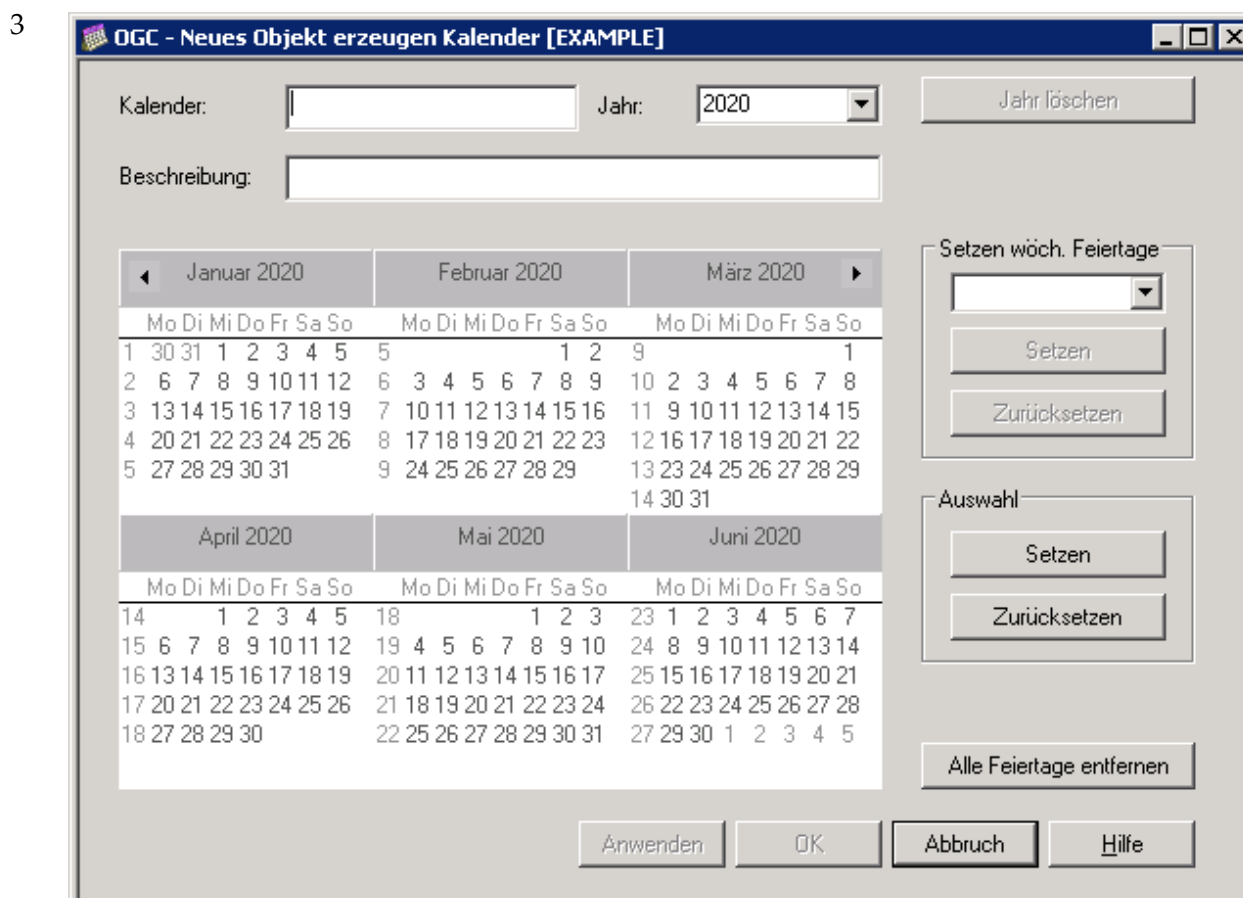 3
OGC - Neues Objekt erzeugen Kalender [EXAMPLE]
Kalender: Jahr: 2020 Jahr löschen
Beschreibung:
Setzen wöch. Feiertage
Januar 2020 Februar 2020 März 2020
Mo Di Mi Do Fr Sa So Mo Di Mi Do Fr Sa So Mo Di Mi Do Fr Sa So
1 30 31 1 2 3 4 5 5 1 2 9 1
Setzen
2 6 7 8 9 10 11 12 6 3 4 5 6 7 8 9 10 2 3 4 5 6 7 8
3 13 14 15 16 17 18 19 7 10 11 12 13 14 15 16 11 9 10 11 12 13 14 15
Zurücksetzen
4 20 21 22 23 24 25 26 8 17 18 19 20 21 22 23 12 16 17 18 19 20 21 22
5 27 28 29 30 31 9 24 25 26 27 28 29 13 23 24 25 26 27 28 29
14 30 31
Auswahl
April 2020 Mai 2020 Juni 2020
Setzen
Mo Di Mi Do Fr Sa So Mo Di Mi Do Fr Sa So Mo Di Mi Do Fr Sa So
14 1 2 3 4 5 18 1 2 3 23 1 2 3 4 5 6 7
Zurücksetzen
15 6 7 8 9 10 11 12 19 4 5 6 7 8 9 10 24 8 9 10 11 12 13 14
16 13 14 15 16 17 18 19 20 11 12 13 14 15 16 17 25 15 16 17 18 19 20 21
17 20 21 22 23 24 25 26 21 18 19 20 21 22 23 24 26 22 23 24 25 26 27 28
18 27 28 29 30 22 25 26 27 28 29 30 31 27 29 30 1 2 3 4 5
Alle Feiertage entfernen
Anwenden OK Abbruch Hilfe